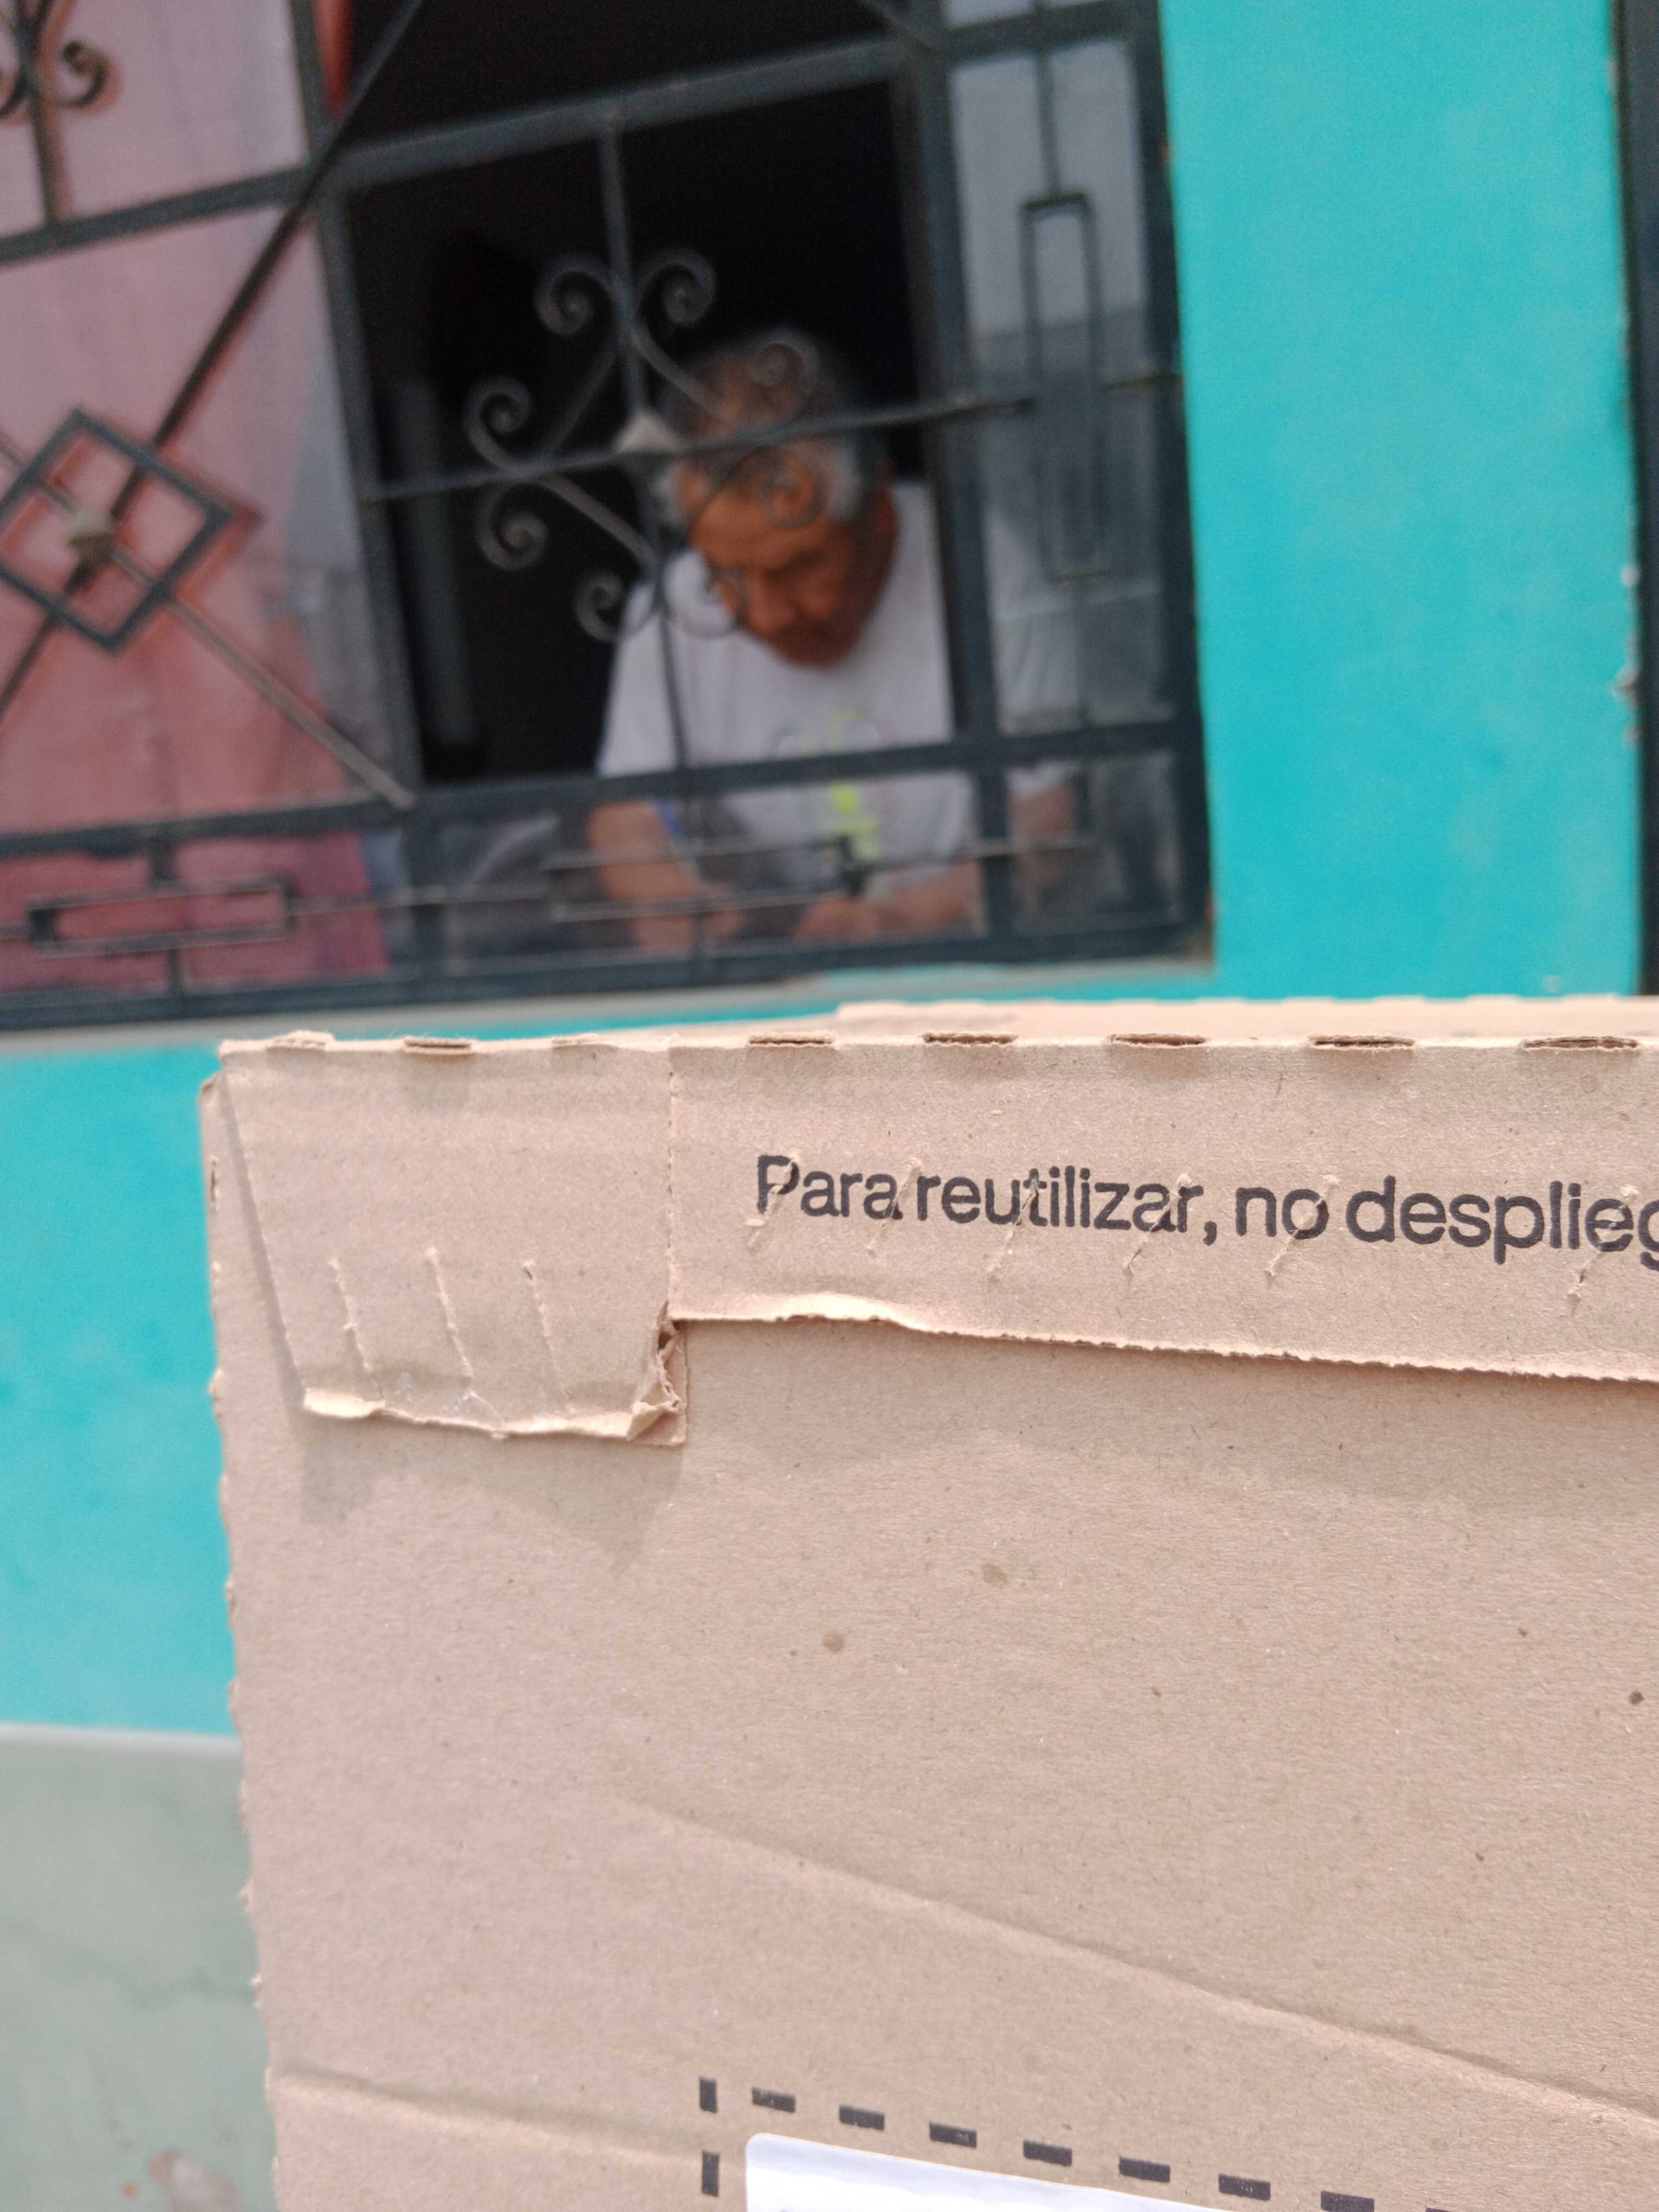 Para reutilizar, no desplieg